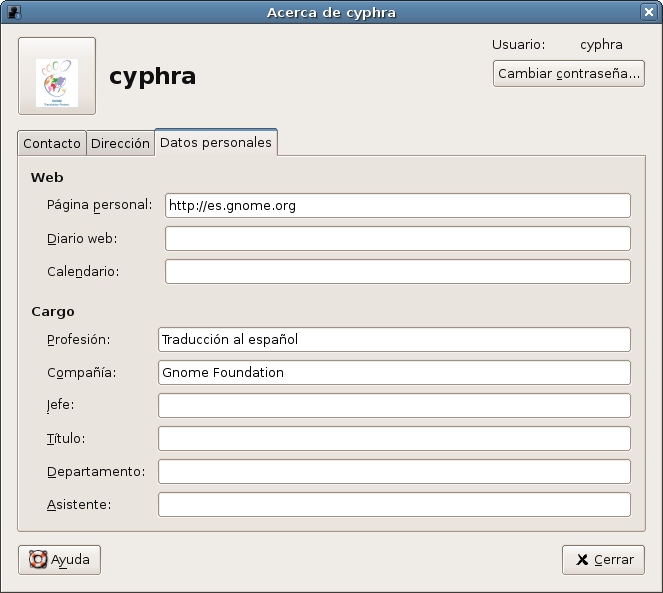 Acerca de cyphra
Usuario: cyphra
cyphra
Cambiar contraseña...
Contacto Dirección Datos personales
Web
Página personal: http://es.gnome.org
Diario web:
Calendario:
Cargo
Profesión: Traducción al español
Compañía: Gnome Foundation
Jefe:
Título:
Departamento:
Asistente:
Ayuda Cerrar